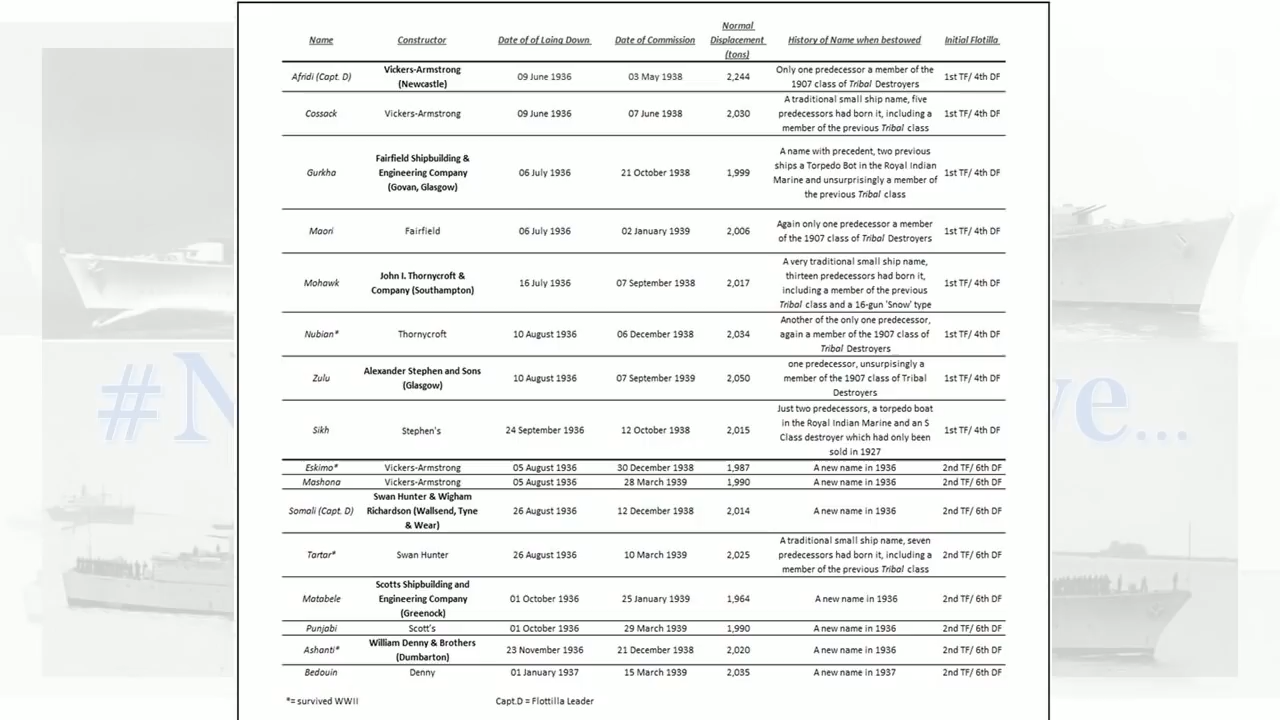 Normal
Name Constructor Date of of Laing Down Date of Commission Displacement History of Name when bestowed Initial Flotilla
(tons)
Afridi (Capt. D) Vickers-Armstrong (Newcastle) 09 June 1936 03 May 1938 2,244 Only one predecessor a member of the 1907 class of Tribal Destroyers 1st TF/ 4th DF
Cossack Vickers-Armstrong 09 June 1936 07 June 1938 2,030 A traditional small ship name, five predecessors had born it, including a member of the previous Tribal class 1st TF/ 4th DF
Gurkha Fairfield Shipbuilding & Engineering Company (Govan, Glasgow) 06 July 1936 21 October 1938 1,999 A name with precedent, two previous ships a Torpedo Bot in the Royal Indian Marine and unsurprisingly a member of the previous Tribal class 1st TF/ 4th DF
Maori Fairfield 06 July 1936 02 January 1939 2,006 Again only one predecessor a member of the 1907 class of Tribal Destroyers 1st TF/ 4th DF
Mohawk John I. Thornycroft & Company (Southampton) 16 July 1936 07 September 1938 2,017 A very traditional small ship name, thirteen predecessors had born it, including a member of the previous Tribal class and a 16-gun 'Snow' type 1st TF/ 4th DF
Nubian* Thornycroft 10 August 1936 06 December 1938 2,034 Another of the only one predecessor, again a member of the 1907 class of Tribal Destroyers 1st TF/ 4th DF
Zulu Alexander Stephen and Sons (Glasgow) 10 August 1936 07 September 1939 2,050 one predecessor, unsurpisingly a member of the 1907 class of Tribal Destroyers 1st TF/ 4th DF
Sikh Stephen's 24 September 1936 12 October 1938 2,015 Just two predecessors, a torpedo boat in the Royal Indian Marine and an S Class destroyer which had only been sold in 1927 1st TF/ 4th DF
Eskimo* Vickers-Armstrong 05 August 1936 30 December 1938 1,987 A new name in 1936 2nd TF/ 6th DF
Mashona Vickers-Armstrong 05 August 1936 28 March 1939 1,990 A new name in 1936 2nd TF/ 6th DF
Somali (Capt. D) Swan Hunter & Wigham Richardson (Wallsend, Tyne & Wear) 26 August 1936 12 December 1938 2,014 A new name in 1936 2nd TF/ 6th DF
Tartar* Swan Hunter 26 August 1936 10 March 1939 2,025 A traditional small ship name, seven predecessors had born it, including a member of the previous Tribal class 2nd TF/ 6th DF
Matabele Scotts Shipbuilding and Engineering Company (Greenock) 01 October 1936 25 January 1939 1,964 A new name in 1936 2nd TF/ 6th DF
Punjabi Scott's 01 October 1936 29 March 1939 1,990 A new name in 1936 2nd TF/ 6th DF
Ashanti* William Denny & Brothers (Dumbarton) 23 November 1936 21 December 1938 2,020 A new name in 1936 2nd TF/ 6th DF
Bedouin Denny 01 January 1937 15 March 1939 2,035 A new name in 1937 2nd TF/ 6th DF
*= survived WWII Capt.D = Flottilla Leader